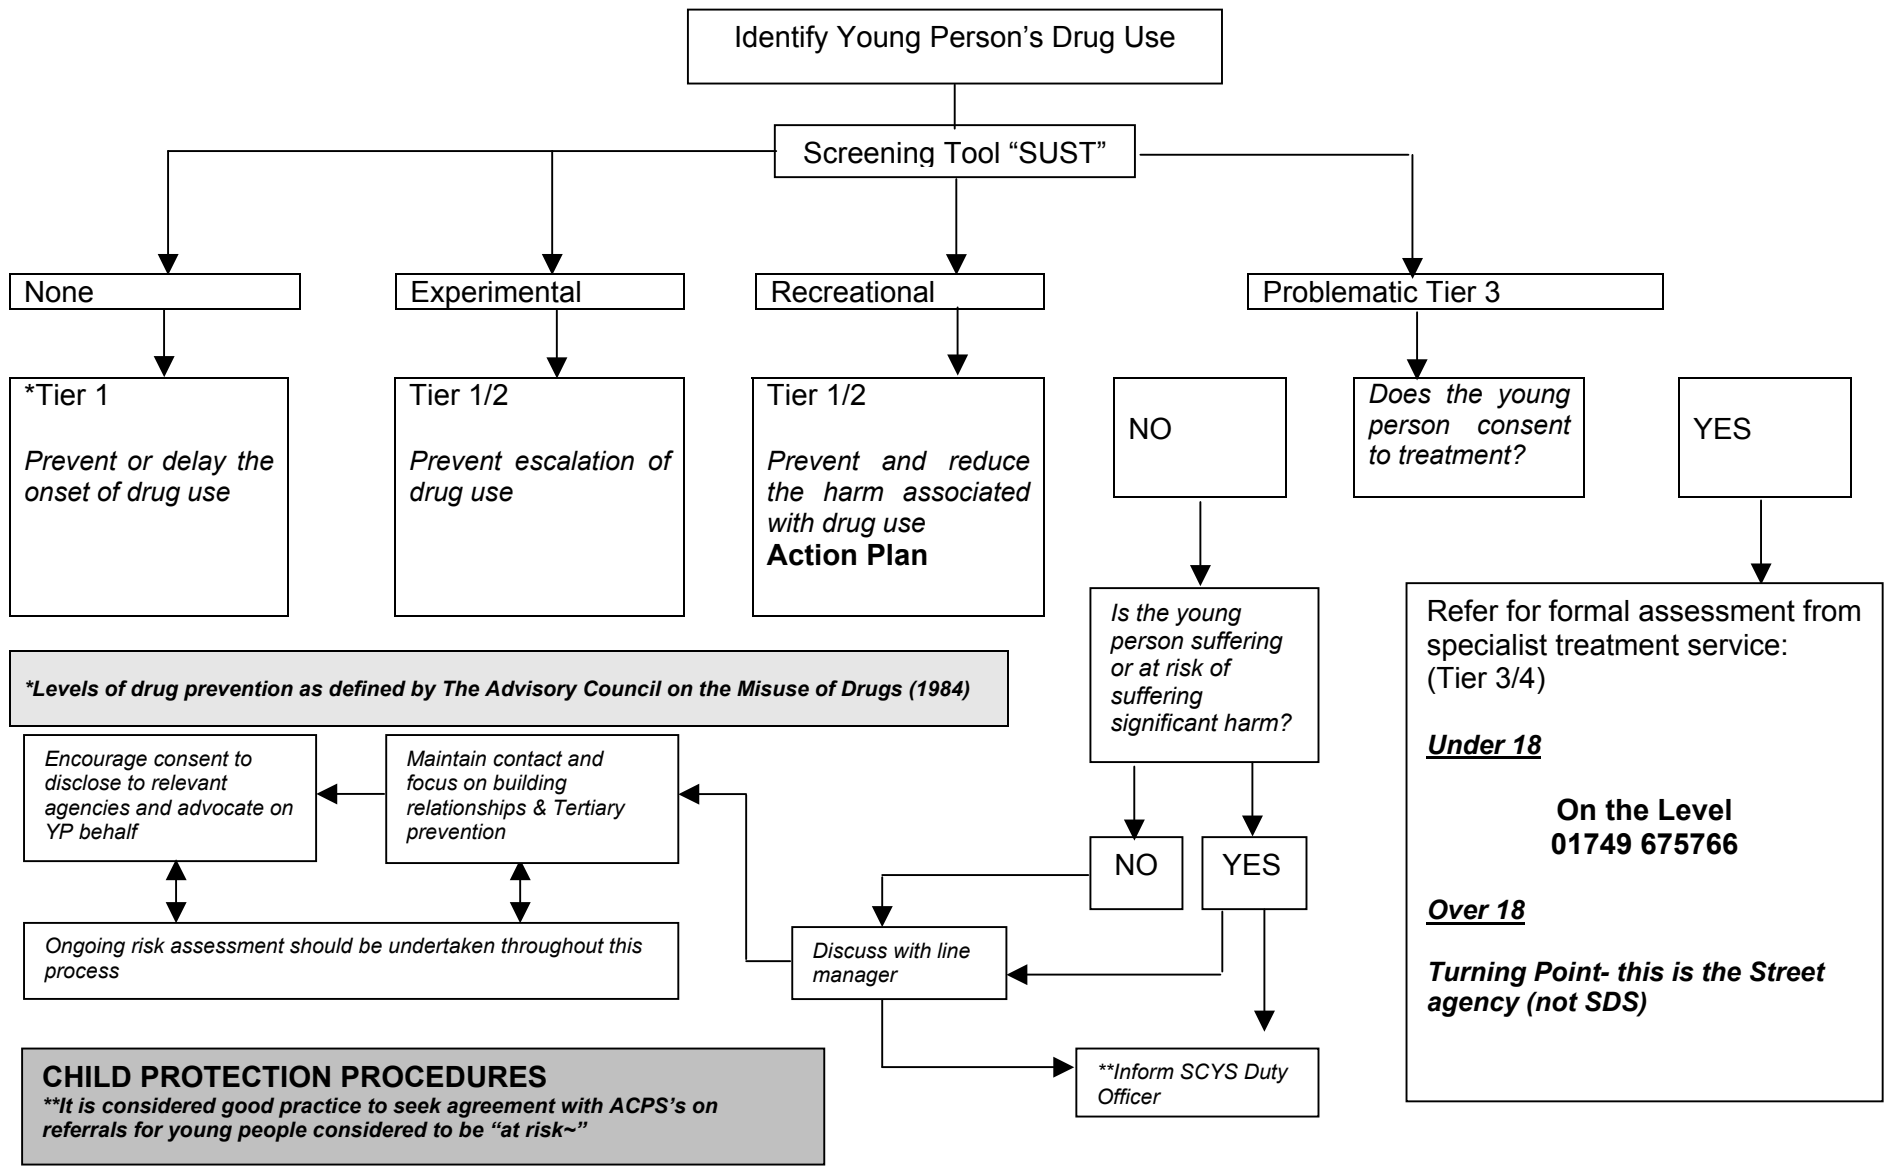 Identify Young Person's Drug Use
Screening Tool “SUST”
None
Experimental
Recreational
Problematic Tier 3
*Tier 1
Prevent or delay the
onset of drug use
Tier 1/2
Prevent escalation of
drug use
Tier 1/2
Prevent and reduce
the harm associated
with drug use
Action Plan
NO
Does the young
person consent
to treatment?
YES
Is the young
person suffering
or at risk of
suffering
significant harm?
Refer for formal assessment from
specialist treatment service:
(Tier 3/4)
Under 18
On the Level
01749 675766
Over 18
Turning Point- this is the Street
agency (not SDS)
*Levels of drug prevention as defined by The Advisory Council on the Misuse of Drugs (1984)
Encourage consent to
disclose to relevant
agencies and advocate on
YP behalf
Maintain contact and
focus on building
relationships & Tertiary
prevention
NO
YES
Ongoing risk assessment should be undertaken throughout this
process
Discuss with line
manager
**Inform SCYS Duty
Officer
CHILD PROTECTION PROCEDURES
**It is considered good practice to seek agreement with ACPS's on
referrals for young people considered to be “at risk~”